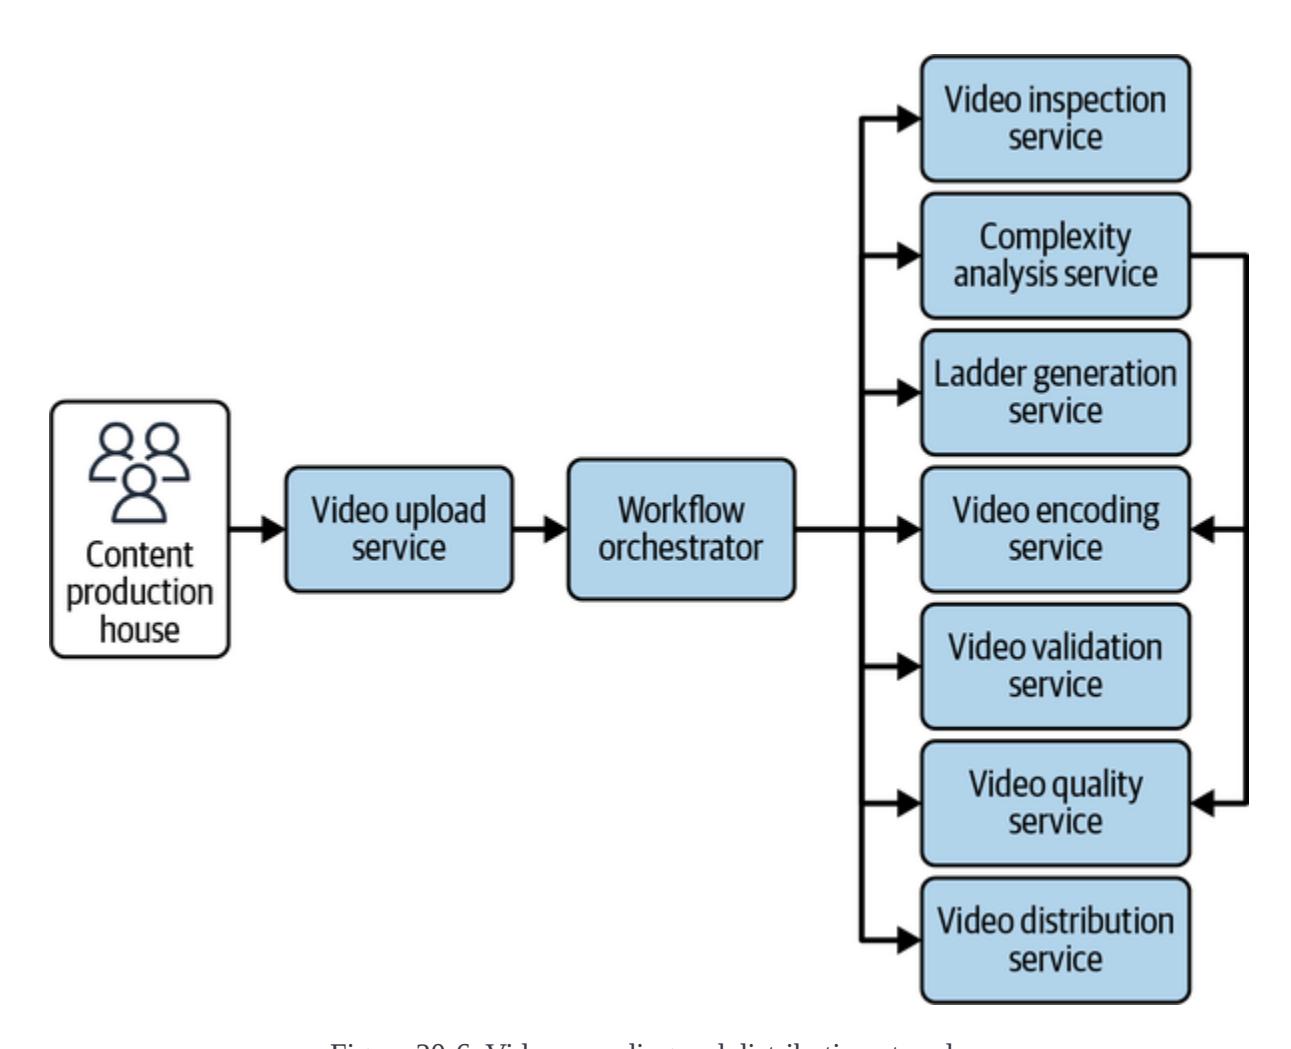 Video inspection
service
Complexity
analysis service
Ladder generation
service
Content
production
house
Video upload
service
Workflow
orchestrator
Video encoding
service
Video validation
service
Video quality
service
Video distribution
service